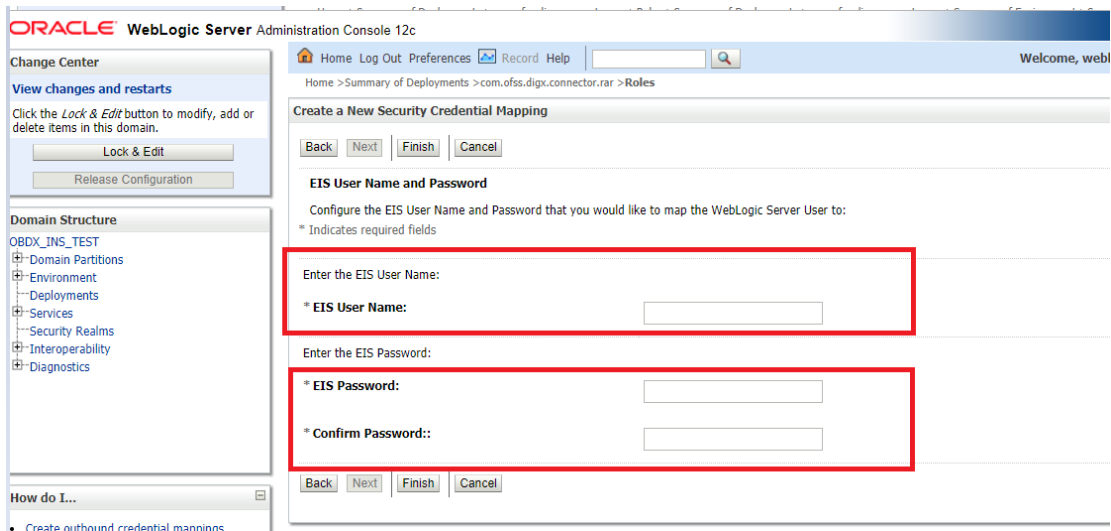 ORACLE WebLogic Server Administration Console 12c
Change Center
View changes and restarts
Click the Lock & Edit button to modify, add or
delete items in this domain.
Lock & Edit
Release Configuration
Domain Structure
OBDX_INS_TEST
Domain Partitions
Environment
Deployments
Services
Security Realms
Interoperability
Diagnostics
How do I...
Create outbound credential mappings
Home Log Out Preferences Record Help
Welcome, webl
Home >Summary of Deployments >com.ofss.digx.connector.rar >Roles
Create a New Security Credential Mapping
Back Next Finish Cancel
EIS User Name and Password
Configure the EIS User Name and Password that you would like to map the WebLogic Server User to:
* Indicates required fields
Enter the EIS User Name:
* EIS User Name:
Enter the EIS Password:
* EIS Password:
* Confirm Password::
Back Next Finish Cancel